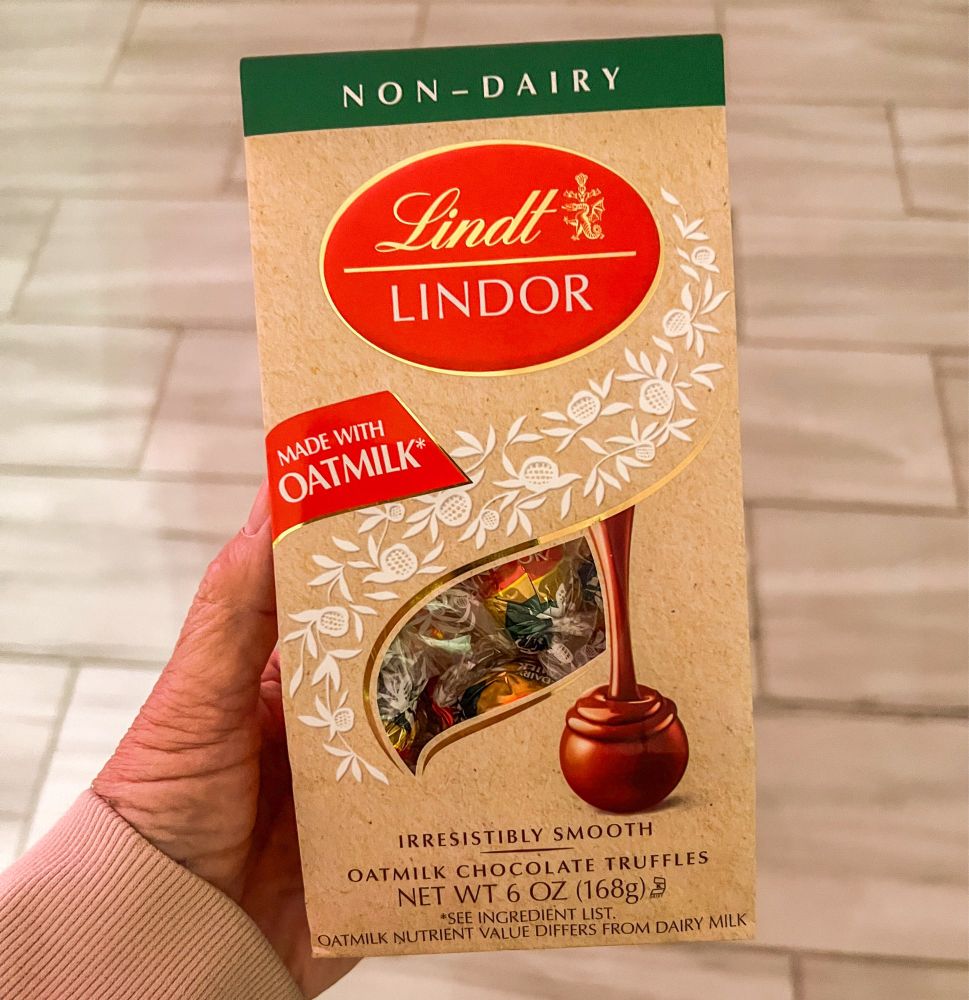 NON-DAIRY
Lindt
LINDOR
MADE WITH
OATMILK*
IRRESISTIBLY SMOOTH
OATMILK CHOCOLATE TRUFFLES
NET WT 6 OZ (168g)
*SEE INGREDIENT LIST.
OATMILK NUTRIENT VALUE DIFFERS FROM DAIRY MILK